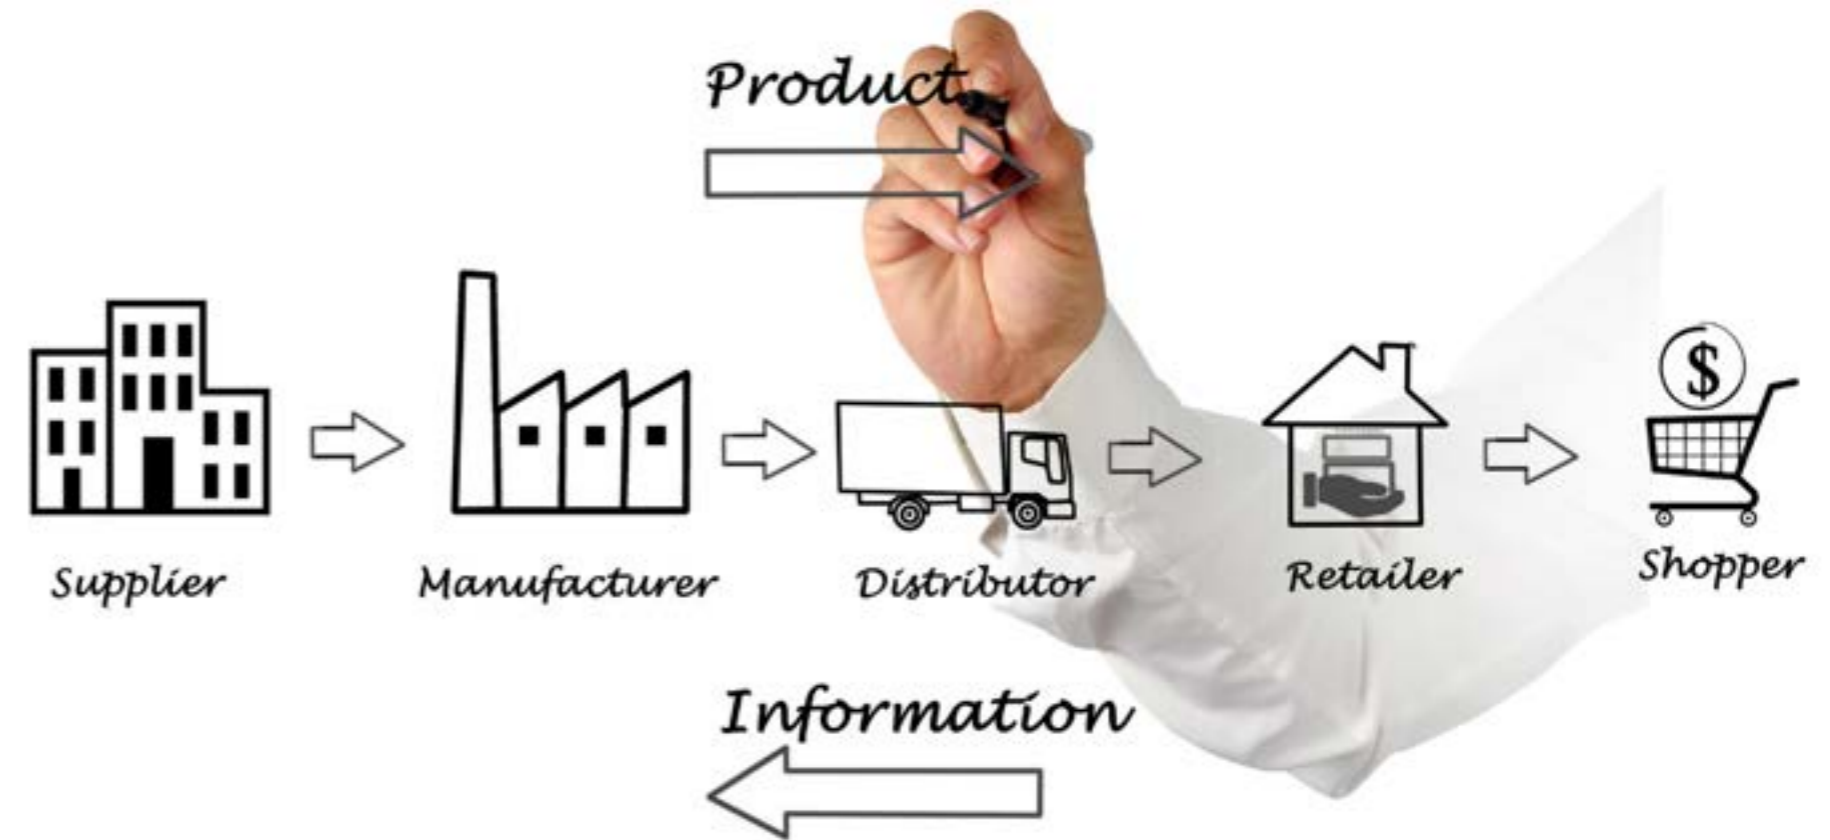 Product
$
Supplier
Manufacturer
Distributor
Retailer
Shopper
Information